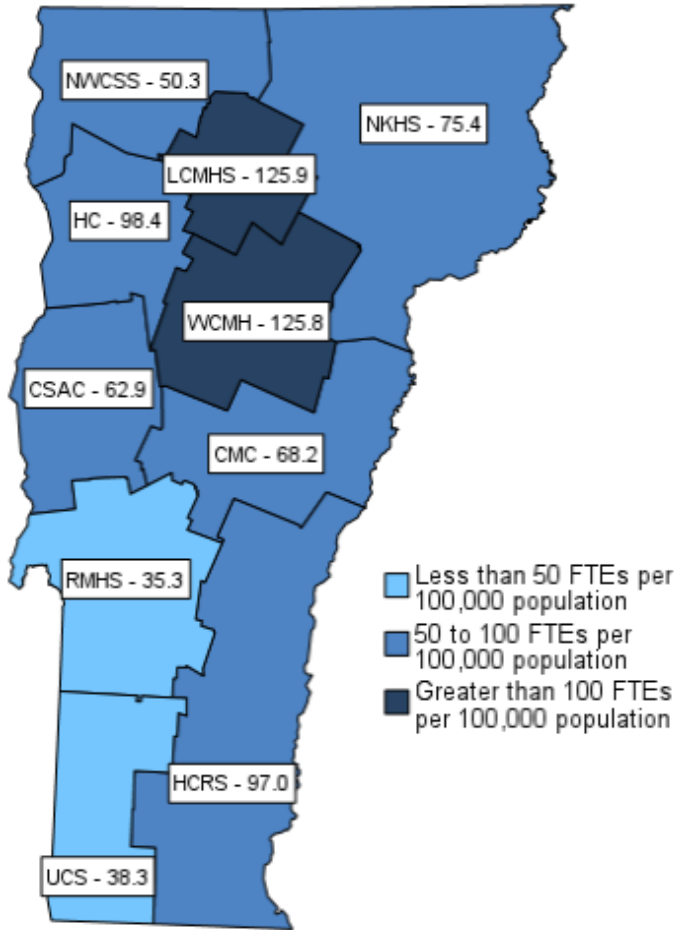 NWCSS - 50.3
NKHS - 75.4
LCMHS - 125.9
HC - 98.4
WCMH - 125.8
CSAC - 62.9
CMC - 68.2
RMHS - 35.3
Less than 50 FTEs per
100,000 population
50 to 100 FTEs per
100,000 population
Greater than 100 FTEs
per 100,000 population
HCRS - 97.0
UCS - 38.3